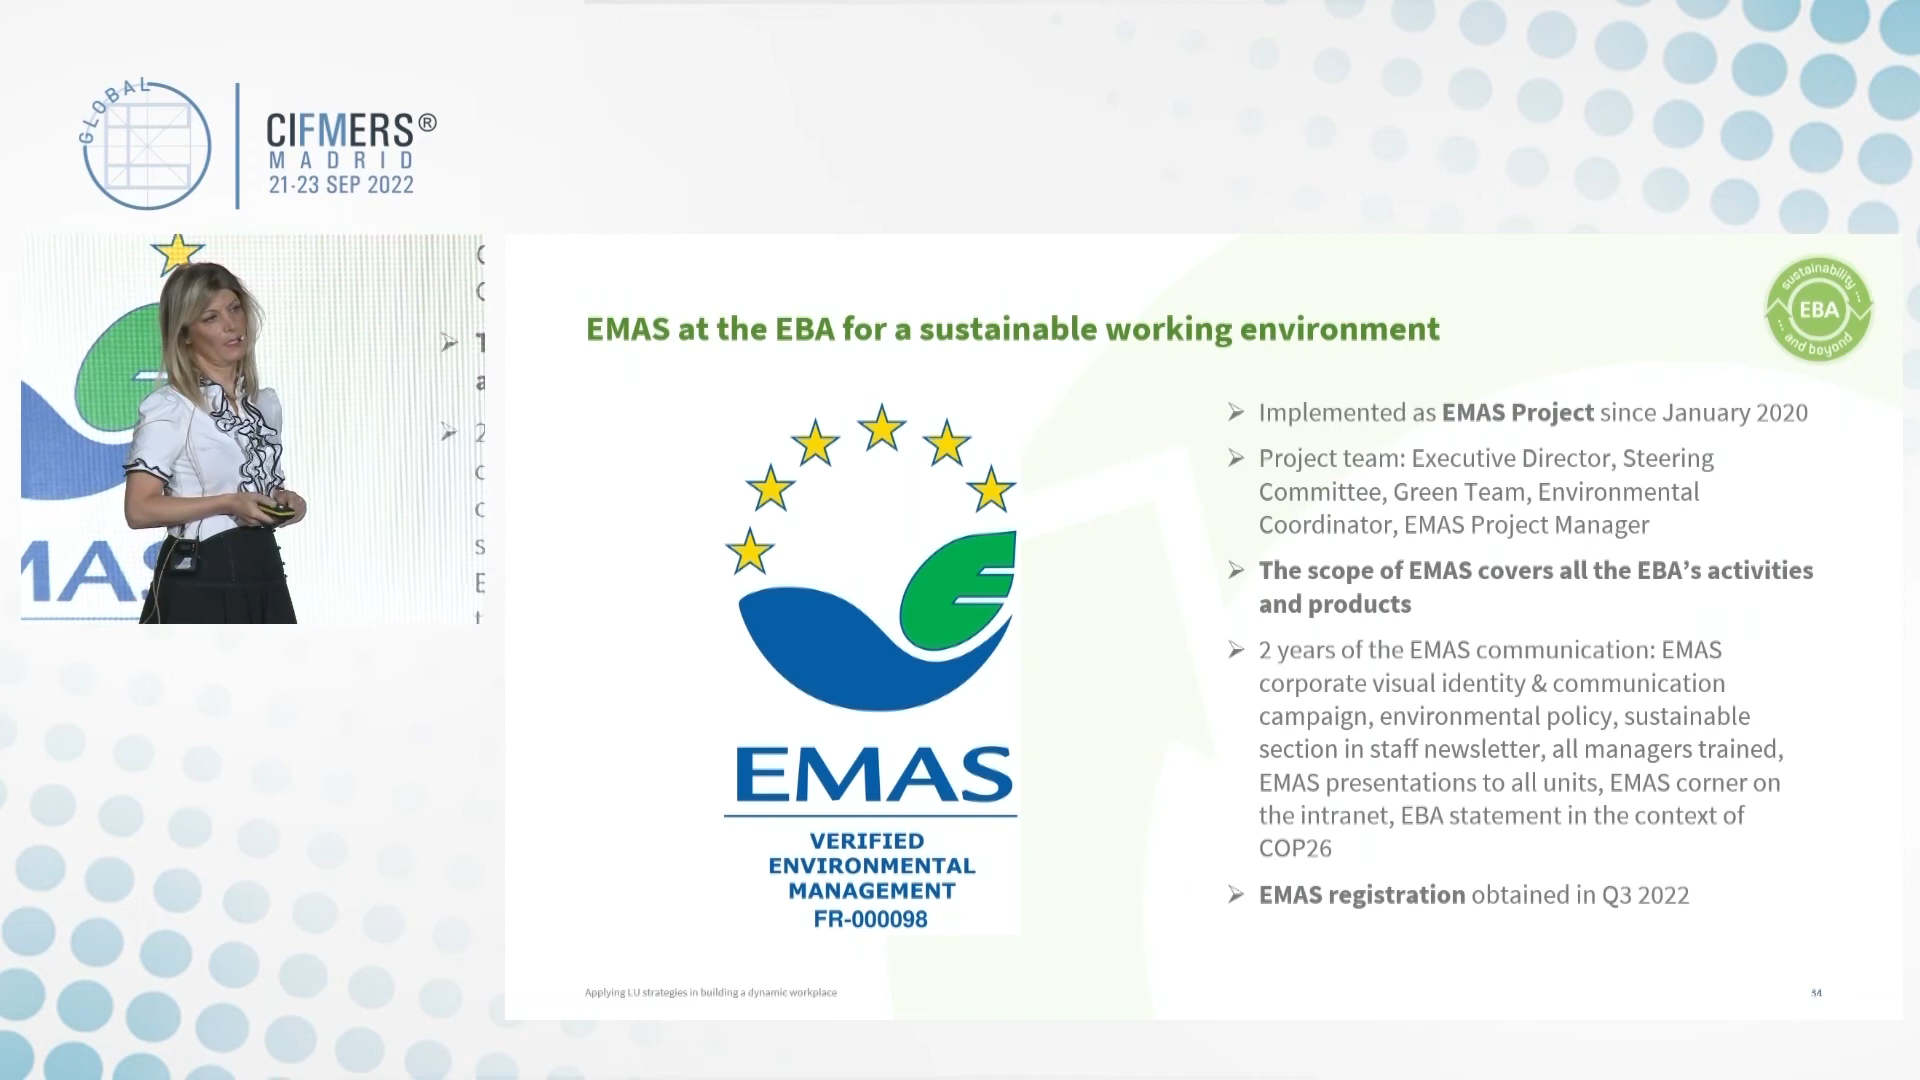 GLOBAL
CIFMERS®
MADRID
21-23 SEP 2022
EMAS at the EBA for a sustainable working environment
sustainability ...
EBA
... and beyond
EMAS
VERIFIED
ENVIRONMENTAL
MANAGEMENT
FR-000098
➢ Implemented as EMAS Project since January 2020
➢ Project team: Executive Director, Steering
Committee, Green Team, Environmental
Coordinator, EMAS Project Manager
➢ The scope of EMAS covers all the EBA’s activities
and products
➢ 2 years of the EMAS communication: EMAS
corporate visual identity & communication
campaign, environmental policy, sustainable
section in staff newsletter, all managers trained,
EMAS presentations to all units, EMAS corner on
the intranet, EBA statement in the context of
COP26
➢ EMAS registration obtained in Q3 2022
Applying EU strategies in building a dynamic workplace
34